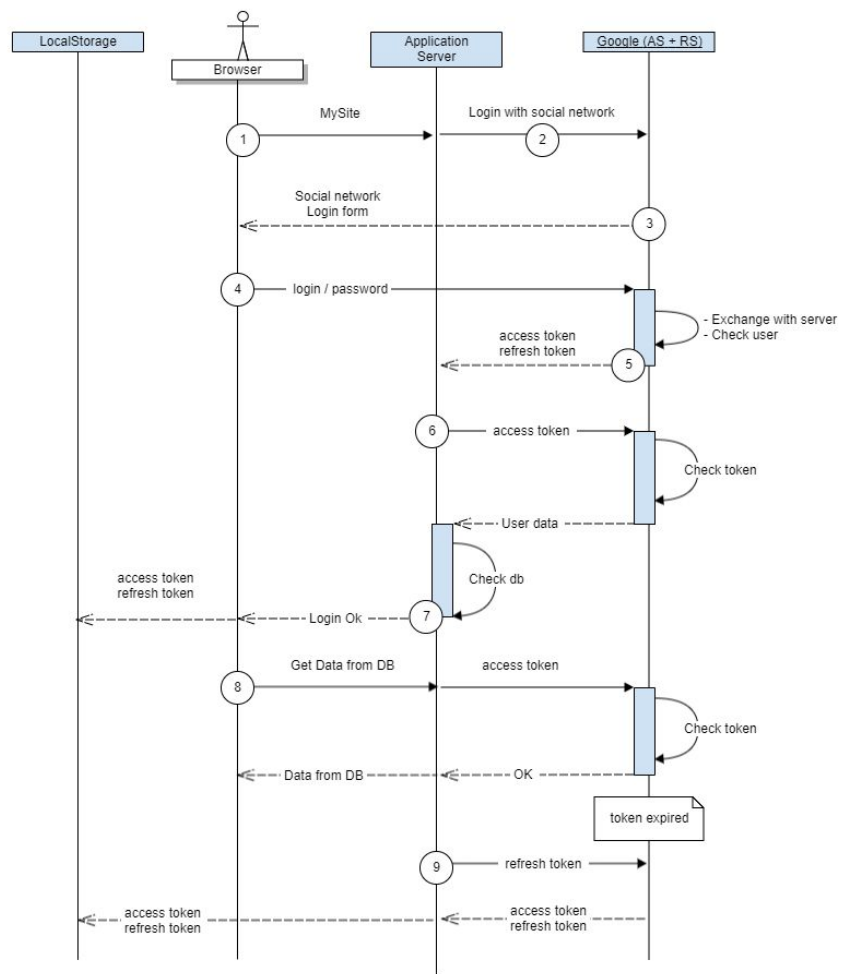 LocalStorage
Browser
Application
Server
Google (AS + RS)
MySite
Login with social network
1
2
Social network
Login form
3
4
login / password
- Exchange with server
- Check user
access token
refresh token
5
6
access token
Check token
User data
Check db
access token
refresh token
Login Ok
7
Get Data from DB
access token
8
Check token
Data from DB
OK
token expired
9
refresh token
access token
refresh token
access token
refresh token